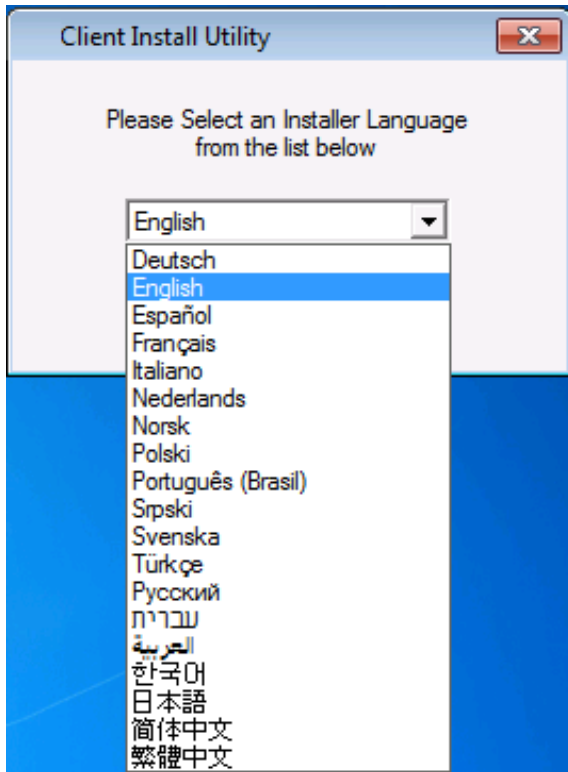 Client Install Utility
Please Select an Installer Language
from the list below
English
Deutsch
English
Español
Français
Italiano
Nederlands
Norsk
Polski
Português (Brasil)
Srpski
Svenska
Türkçe
Русский
עברית
العربية
한국어
日本語
简体中文
繁體中文